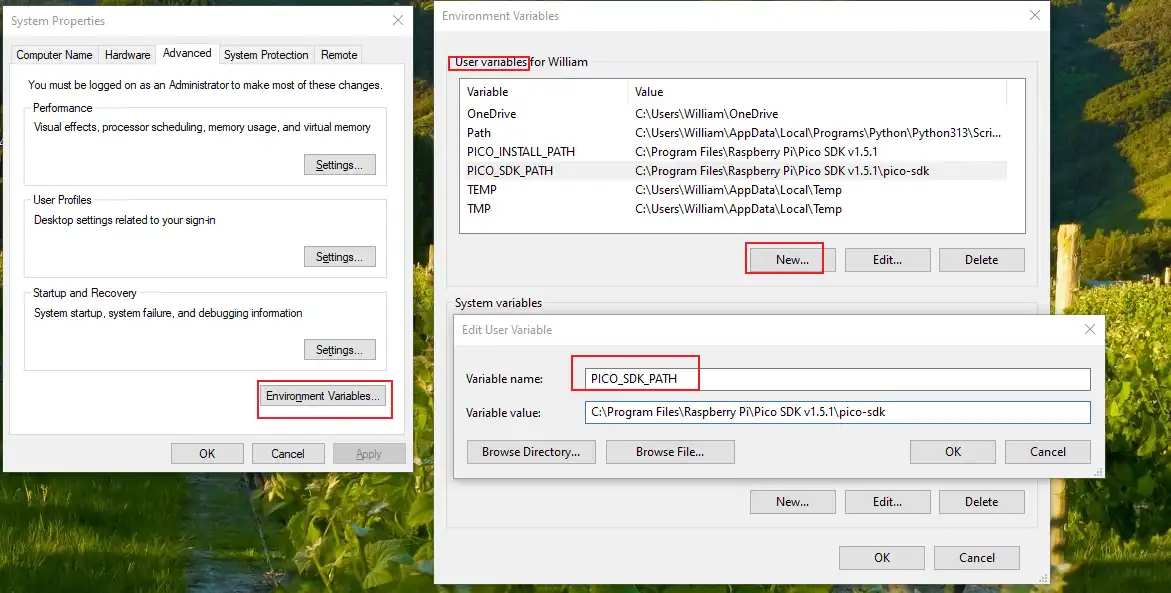 System Properties
Computer Name Hardware Advanced System Protection Remote
You must be logged on as an Administrator to make most of these changes.
Performance
Visual effects, processor scheduling, memory usage, and virtual memory
Settings...
User Profiles
Desktop settings related to your sign-in
Settings...
Startup and Recovery
System startup, system failure, and debugging information
Settings...
Environment Variables...
OK Cancel Apply
Environment Variables
User variables for William
Variable Value
OneDrive C:\Users\William\OneDrive
Path C:\Users\William\AppData\Local\Programs\Python\Python313\Scri...
PICO_INSTALL_PATH C:\Program Files\Raspberry Pi\Pico SDK v1.5.1
PICO_SDK_PATH C:\Program Files\Raspberry Pi\Pico SDK v1.5.1\pico-sdk
TEMP C:\Users\William\AppData\Local\Temp
TMP C:\Users\William\AppData\Local\Temp
New... Edit... Delete
System variables
Edit User Variable
Variable name: PICO_SDK_PATH
Variable value: C:\Program Files\Raspberry Pi\Pico SDK v1.5.1\pico-sdk
Browse Directory... Browse File... OK Cancel
New... Edit... Delete
OK Cancel